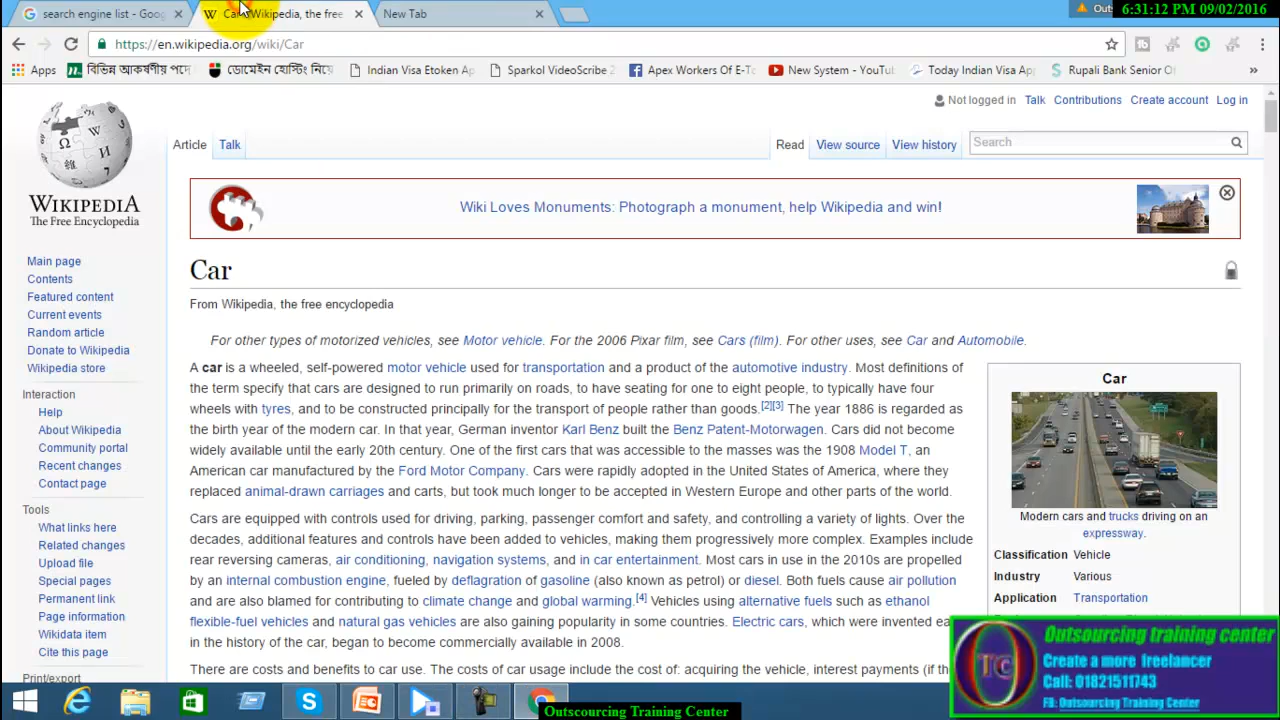 search engine list - Goog
Car - Wikipedia, the free
New Tab
Outs
6:31:12 PM 09/02/2016
https://en.wikipedia.org/wiki/Car
Apps
বিভিন্ন আকর্ষণীয় পদে
ডোমেইন হোস্টিং নিয়ে
Indian Visa Etoken Ap
Sparkol VideoScribe 2
Apex Workers Of E-To
New System - YouTub
Today Indian Visa App
Rupali Bank Senior Of
»
Not logged in Talk Contributions Create account Log in
Article Talk Read View source View history Search
WIKIPEDIA
The Free Encyclopedia
Wiki Loves Monuments: Photograph a monument, help Wikipedia and win!
Main page
Contents
Featured content
Current events
Random article
Donate to Wikipedia
Wikipedia store
Interaction
Help
About Wikipedia
Community portal
Recent changes
Contact page
Tools
What links here
Related changes
Upload file
Special pages
Permanent link
Page information
Wikidata item
Cite this page
Print/export
Car
From Wikipedia, the free encyclopedia
For other types of motorized vehicles, see Motor vehicle. For the 2006 Pixar film, see Cars (film). For other uses, see Car and Automobile.
A car is a wheeled, self-powered motor vehicle used for transportation and a product of the automotive industry. Most definitions of
the term specify that cars are designed to run primarily on roads, to have seating for one to eight people, to typically have four
wheels with tyres, and to be constructed principally for the transport of people rather than goods.[2][3] The year 1886 is regarded as
the birth year of the modern car. In that year, German inventor Karl Benz built the Benz Patent-Motorwagen. Cars did not become
widely available until the early 20th century. One of the first cars that was accessible to the masses was the 1908 Model T, an
American car manufactured by the Ford Motor Company. Cars were rapidly adopted in the United States of America, where they
replaced animal-drawn carriages and carts, but took much longer to be accepted in Western Europe and other parts of the world.
Cars are equipped with controls used for driving, parking, passenger comfort and safety, and controlling a variety of lights. Over the
decades, additional features and controls have been added to vehicles, making them progressively more complex. Examples include
rear reversing cameras, air conditioning, navigation systems, and in car entertainment. Most cars in use in the 2010s are propelled
by an internal combustion engine, fueled by deflagration of gasoline (also known as petrol) or diesel. Both fuels cause air pollution
and are also blamed for contributing to climate change and global warming.[4] Vehicles using alternative fuels such as ethanol
flexible-fuel vehicles and natural gas vehicles are also gaining popularity in some countries. Electric cars, which were invented ea
in the history of the car, began to become commercially available in 2008.
There are costs and benefits to car use. The costs of car usage include the cost of: acquiring the vehicle, interest payments (if the
Car
Modern cars and trucks driving on an
expressway.
Classification Vehicle
Industry Various
Application Transportation
Outsourcing training center
Create a more freelancer
Call: 01821511743
FB: Outsourcing Training Center
Outscourcing Training Center